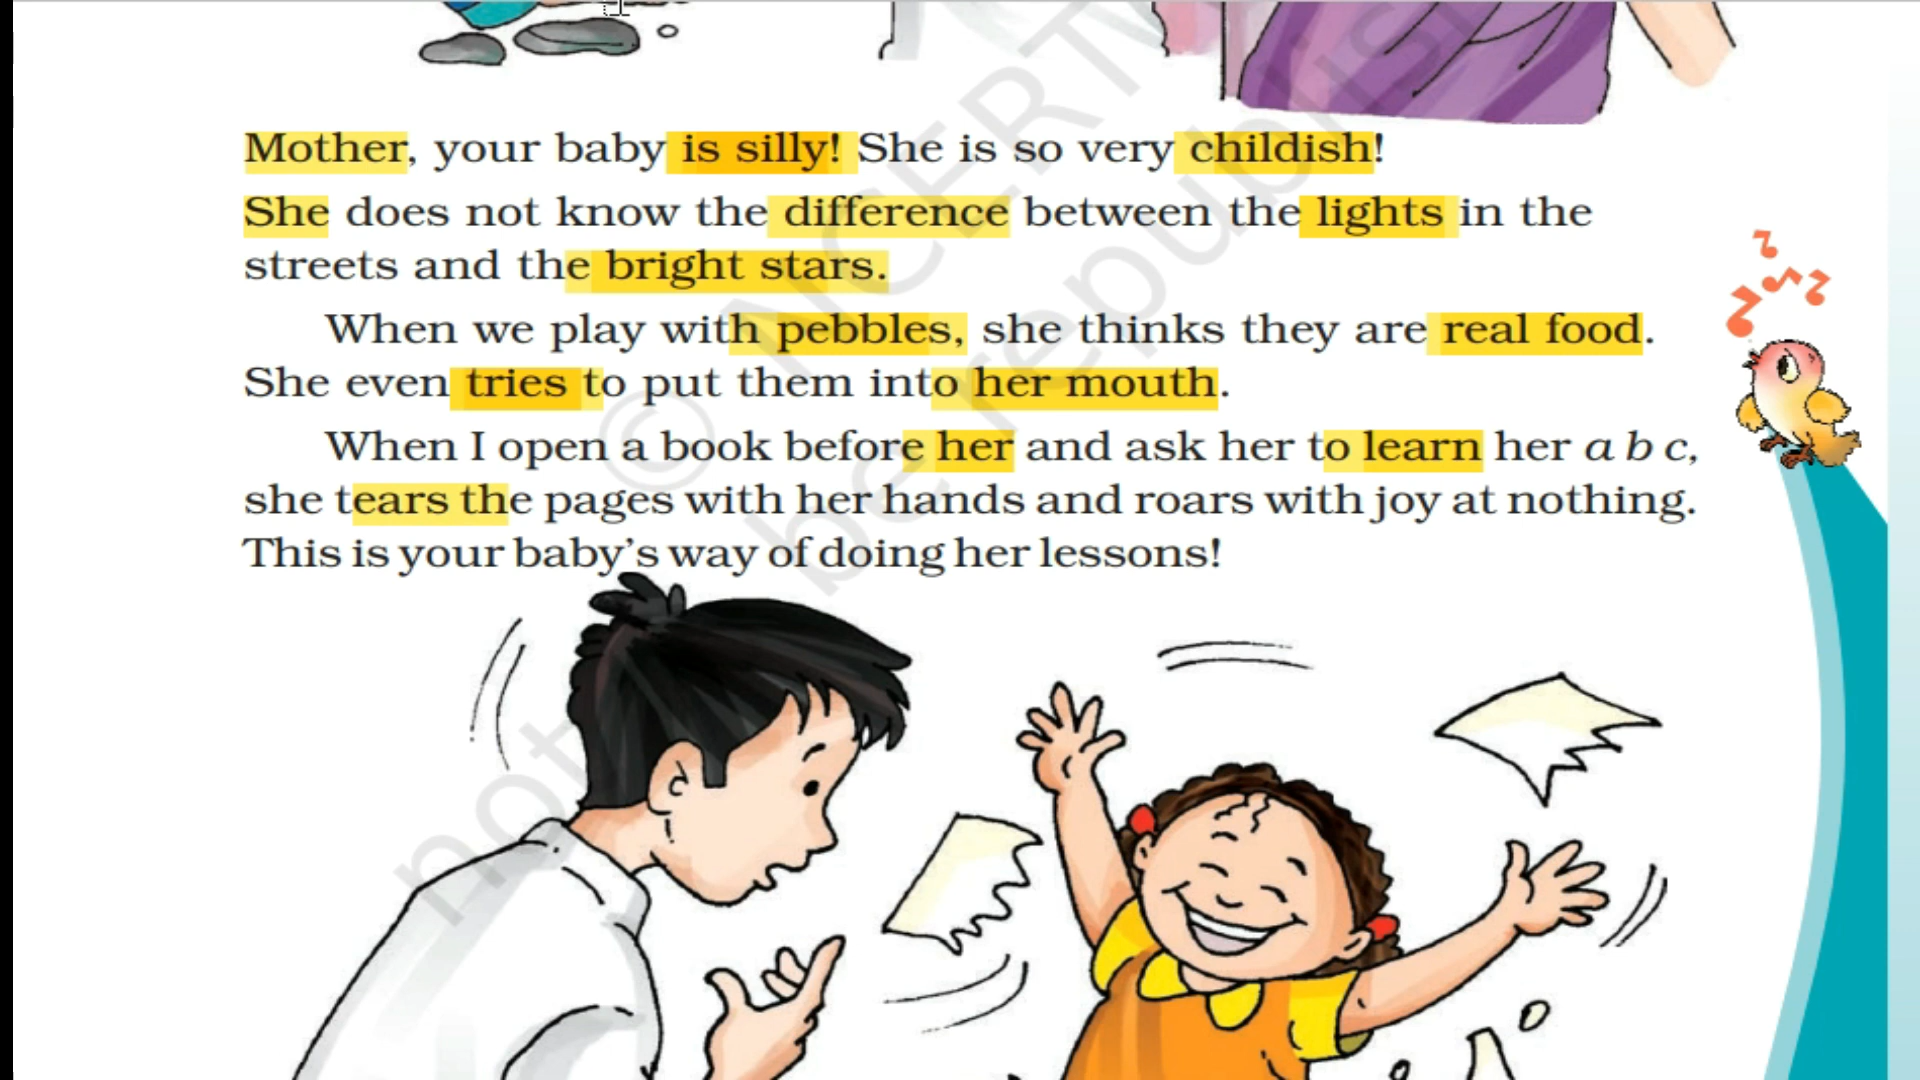 Mother, your baby is silly! She is so very childish!
She does not know the difference between the lights in the
streets and the bright stars.
When we play with pebbles, she thinks they are real food.
She even tries to put them into her mouth.
When I open a book before her and ask her to learn her a b c,
she tears the pages with her hands and roars with joy at nothing.
This is your baby’s way of doing her lessons!
© NCERT
not
be republis